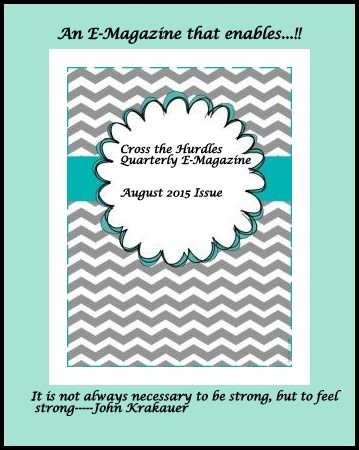 An E-Magazine that enables...!!
Cross the Hurdles
Quarterly E-Magazine
August 2015 Issue
It is not always necessary to be strong, but to feel
strong-----John Krakauer